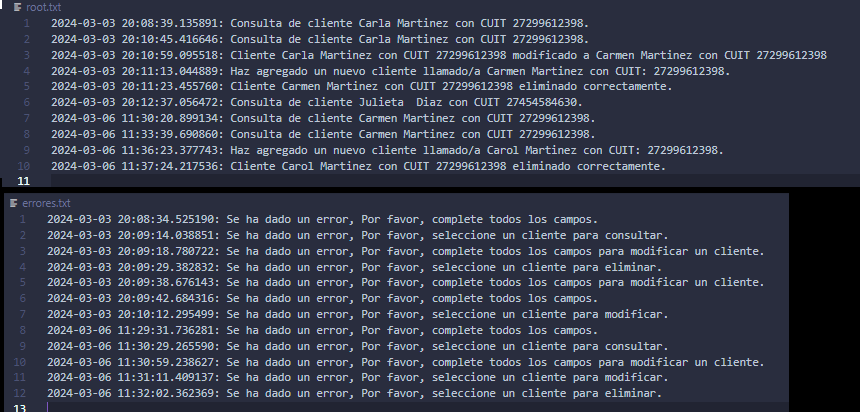 root.txt
1 2024-03-03 20:08:39.135891: Consulta de cliente Carla Martinez con CUIT 27299612398.
2 2024-03-03 20:10:45.416646: Consulta de cliente Carla Martinez con CUIT 27299612398.
3 2024-03-03 20:10:59.095518: Cliente Carla Martinez con CUIT 27299612398 modificado a Carmen Martinez con CUIT 27299612398
4 2024-03-03 20:11:13.044889: Haz agregado un nuevo cliente llamado/a Carmen Martinez con CUIT: 27299612398.
5 2024-03-03 20:11:23.455760: Cliente Carmen Martinez con CUIT 27299612398 eliminado correctamente.
6 2024-03-03 20:12:37.056472: Consulta de cliente Julieta  Diaz con CUIT 27454584630.
7 2024-03-06 11:30:20.899134: Consulta de cliente Carmen Martinez con CUIT 27299612398.
8 2024-03-06 11:33:39.690860: Consulta de cliente Carmen Martinez con CUIT 27299612398.
9 2024-03-06 11:36:23.377743: Haz agregado un nuevo cliente llamado/a Carol Martinez con CUIT: 27299612398.
10 2024-03-06 11:37:24.217536: Cliente Carol Martinez con CUIT 27299612398 eliminado correctamente.
11
errores.txt
1 2024-03-03 20:08:34.525190: Se ha dado un error, Por favor, complete todos los campos.
2 2024-03-03 20:09:14.038851: Se ha dado un error, Por favor, seleccione un cliente para consultar.
3 2024-03-03 20:09:18.780722: Se ha dado un error, Por favor, complete todos los campos para modificar un cliente.
4 2024-03-03 20:09:29.382832: Se ha dado un error, Por favor, seleccione un cliente para eliminar.
5 2024-03-03 20:09:38.676143: Se ha dado un error, Por favor, complete todos los campos para modificar un cliente.
6 2024-03-03 20:09:42.684316: Se ha dado un error, Por favor, complete todos los campos.
7 2024-03-03 20:10:12.295499: Se ha dado un error, Por favor, seleccione un cliente para modificar.
8 2024-03-06 11:29:31.736281: Se ha dado un error, Por favor, complete todos los campos.
9 2024-03-06 11:30:29.265590: Se ha dado un error, Por favor, seleccione un cliente para consultar.
10 2024-03-06 11:30:59.238627: Se ha dado un error, Por favor, complete todos los campos para modificar un cliente.
11 2024-03-06 11:31:11.409137: Se ha dado un error, Por favor, seleccione un cliente para modificar.
12 2024-03-06 11:32:02.362369: Se ha dado un error, Por favor, seleccione un cliente para eliminar.
13